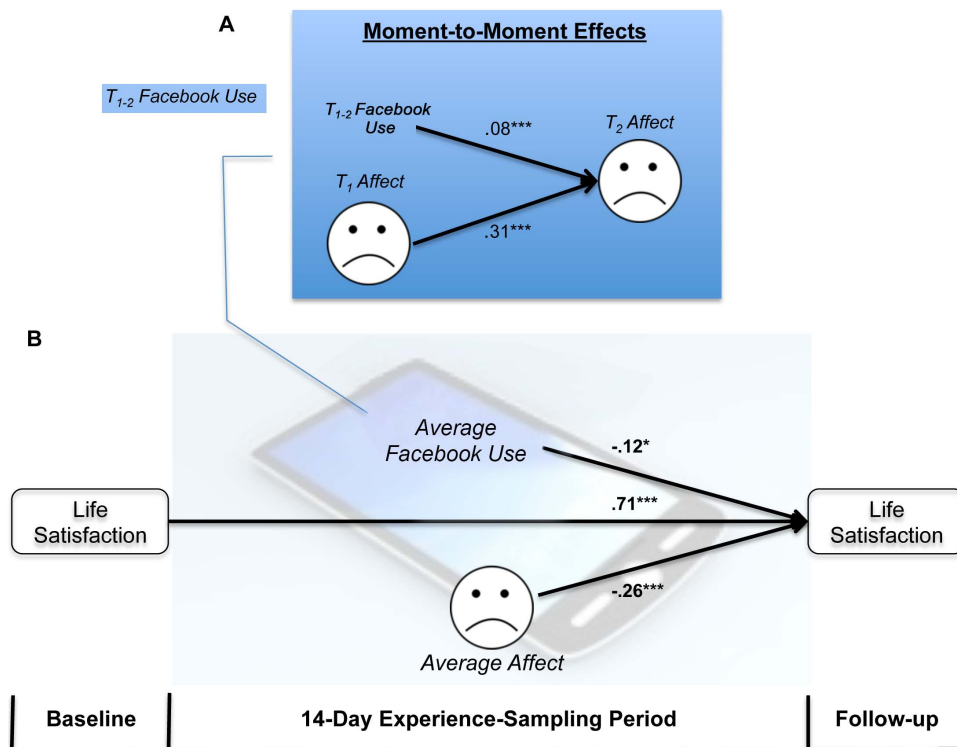 A
Moment-to-Moment Effects
T1-2 Facebook Use
T1-2 Facebook
Use
.08***
T2 Affect
T1 Affect
.31***
B
Average
Facebook Use
-.12*
.71***
Life
Satisfaction
Life
Satisfaction
-.26***
Average Affect
Baseline
14-Day Experience-Sampling Period
Follow-up